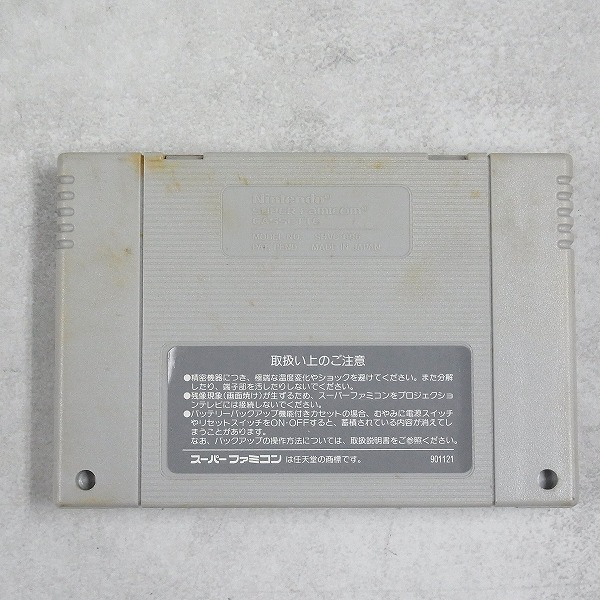 Nintendo®
SUPER FAMICOM®
取扱い上のご注意
●精密機器につき、極端な温度変化やショックを避けてください。また分解
したり、端子部を汚したりしないでください。
●残像現象(画面焼け)が生ずるため、スーパーファミコンをプロジェクショ
ンテレビには接続しないでください。
●バッテリーバックアップ機能付きカセットの場合、むやみに電源スイッチ
やリセットスイッチをON・OFFすると、蓄積されている内容が消えてし
まうことがあります。
なお、バックアップの操作方法については、取扱説明書をご参照ください。
スーパーファミコンは任天堂の商標です。 901121